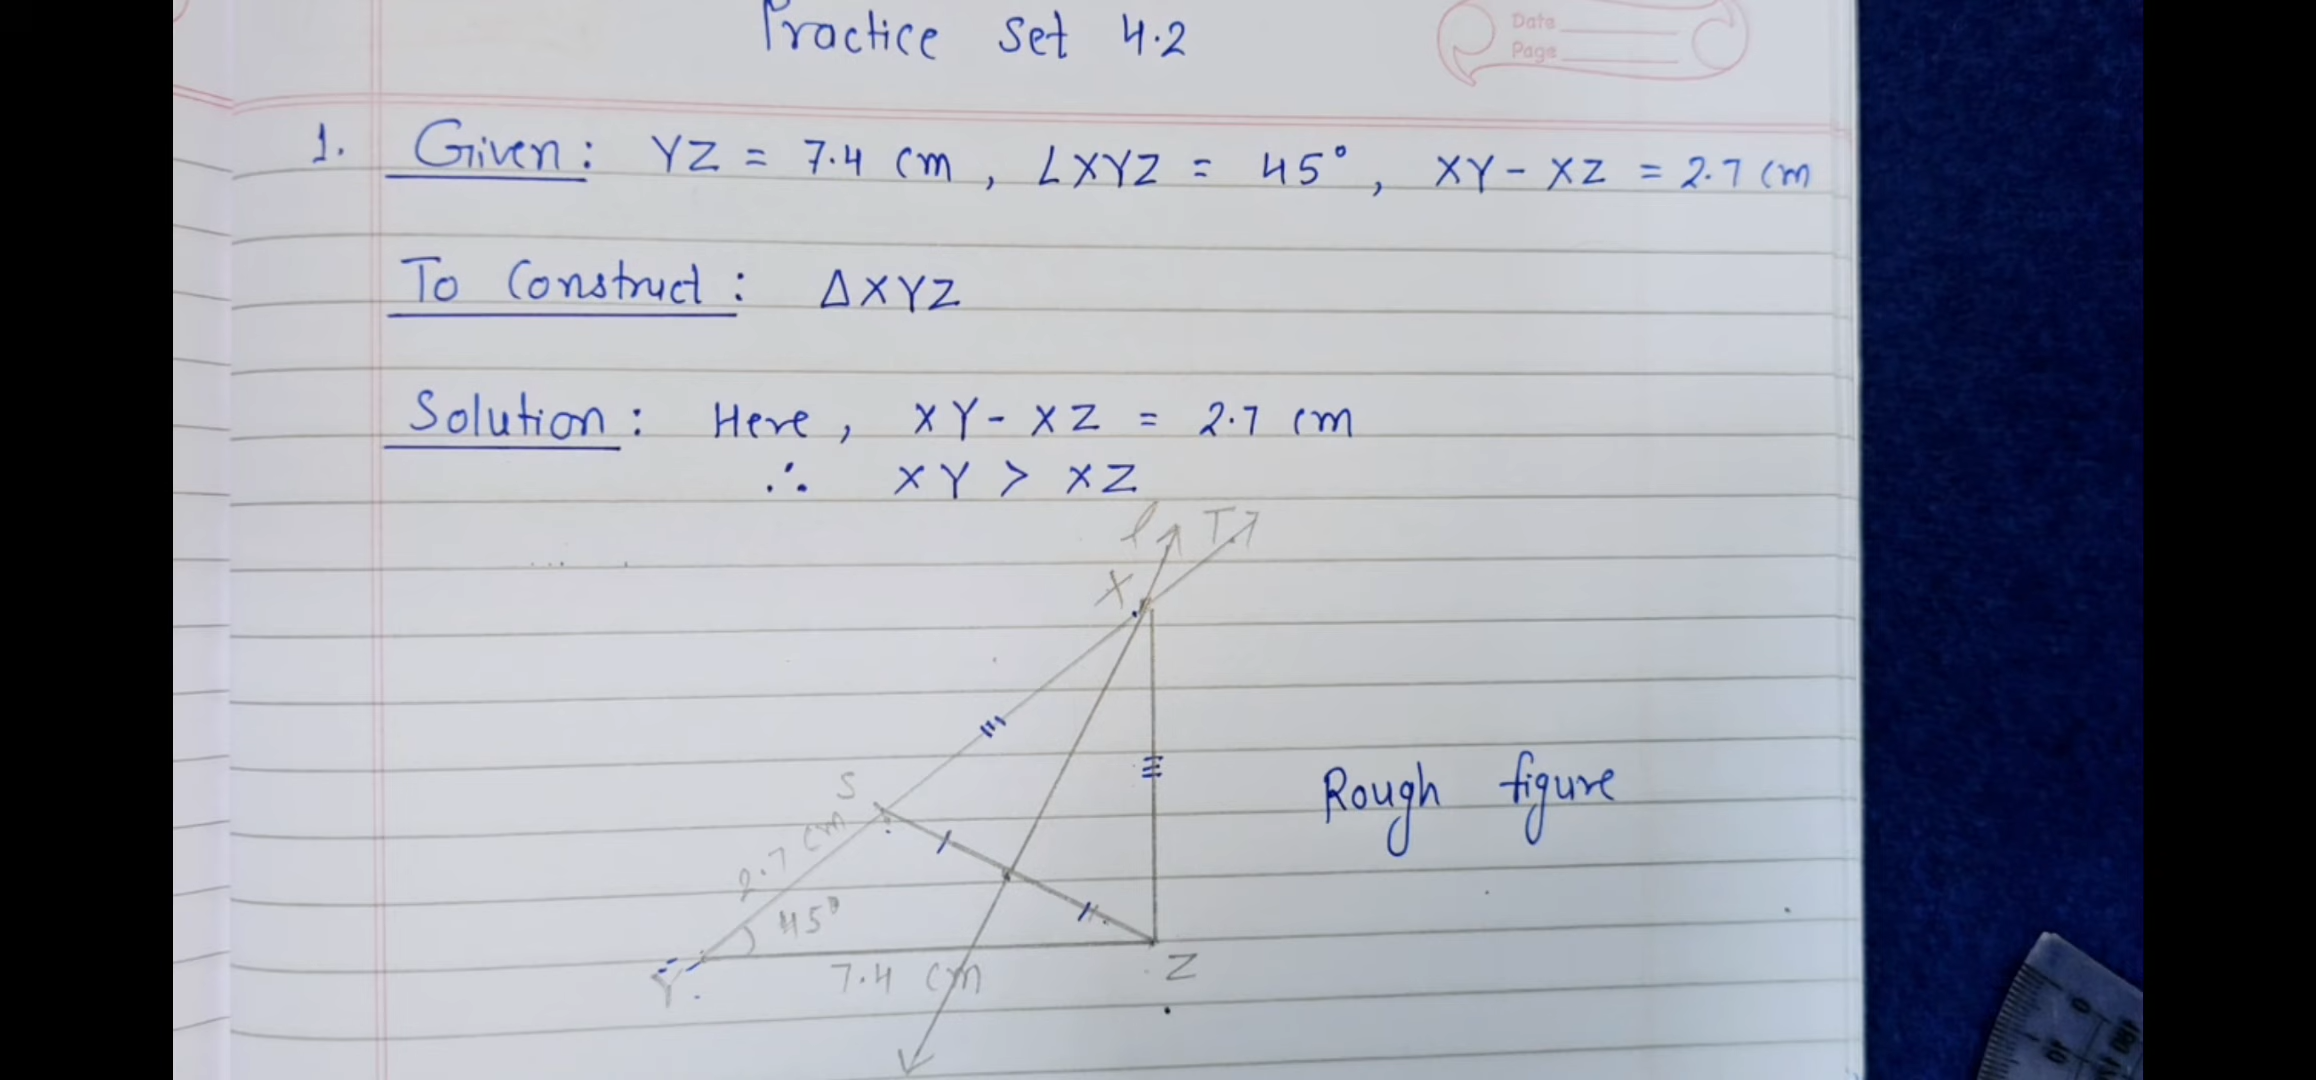 Practice Set 4.2
Date
Page
1. Given: YZ = 7.4 cm, ∠XYZ = 45°, XY - XZ = 2.7 cm
To Construct: ΔXYZ
Solution: Here, XY - XZ = 2.7 cm
∴ XY > XZ
l T
X
S
2.7 cm
Rough figure
45°
Y 7.4 cm Z